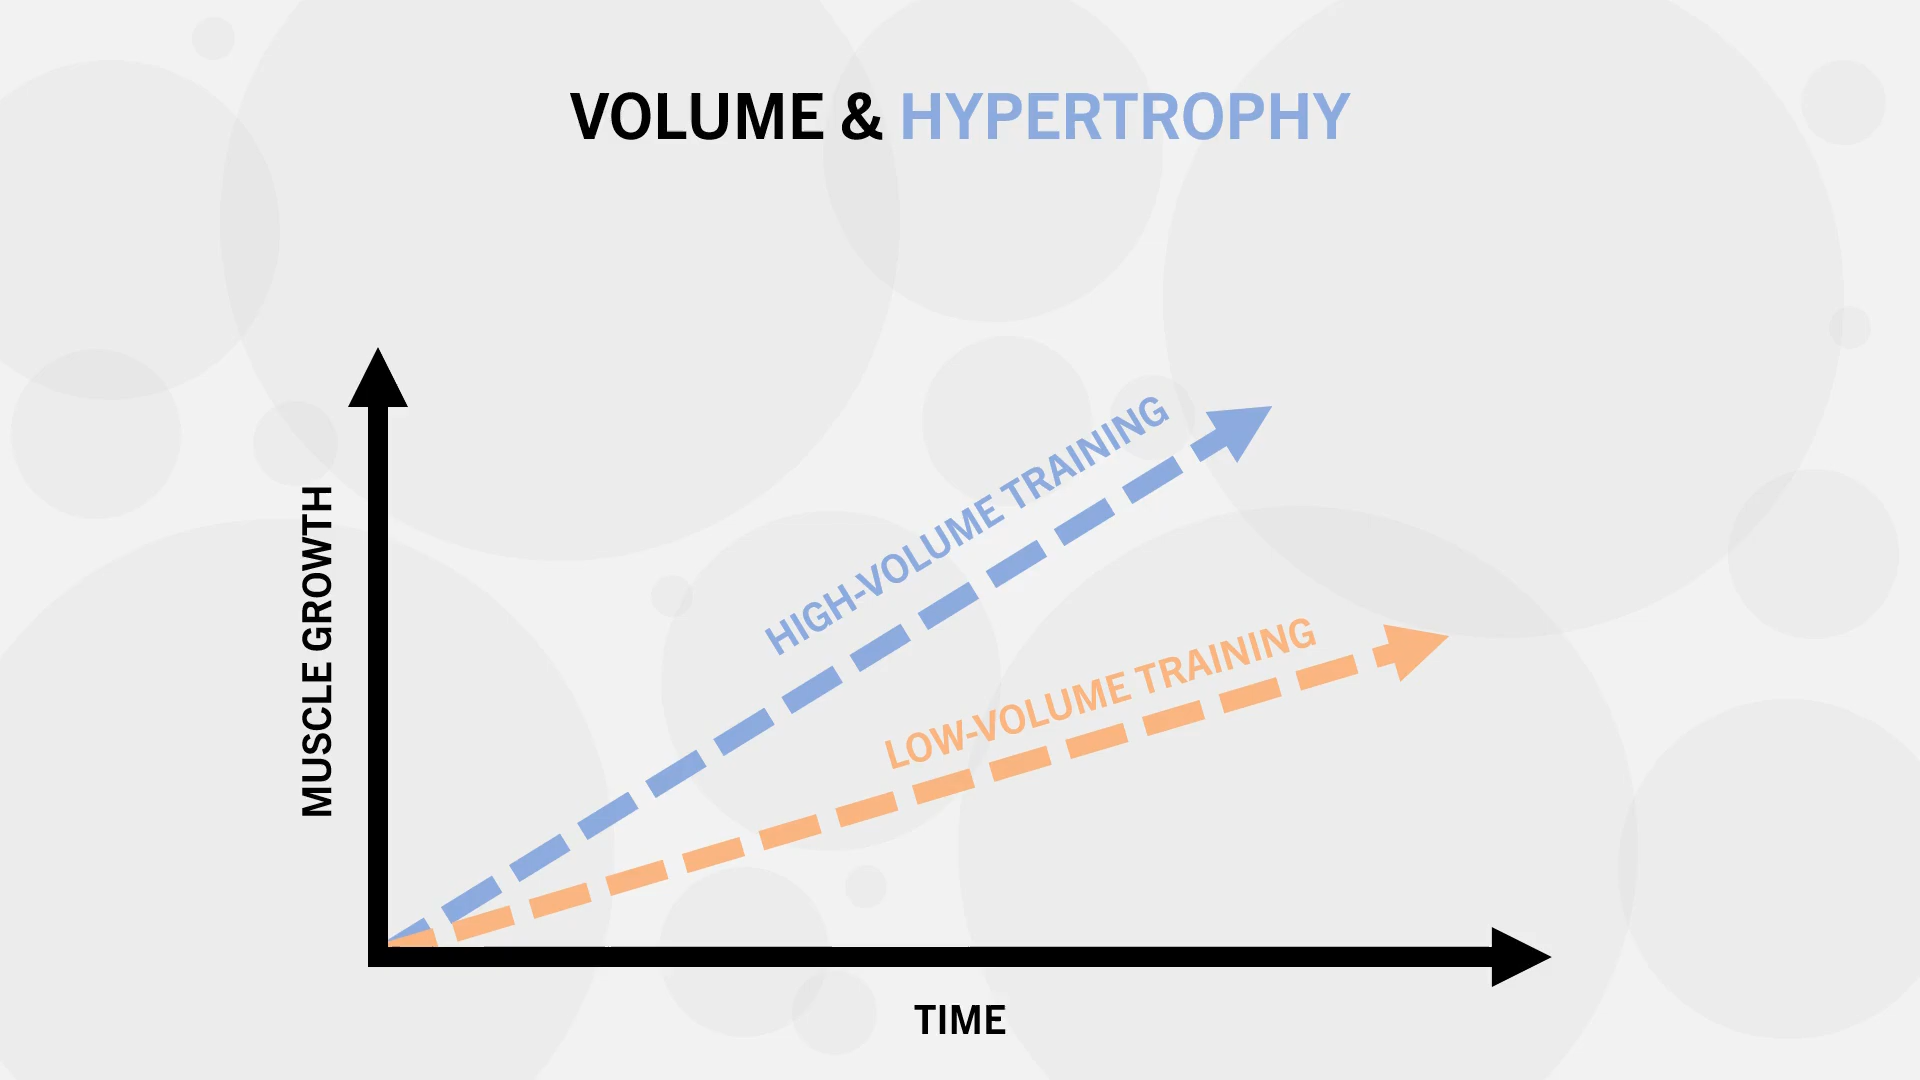 VOLUME & HYPERTROPHY
MUSCLE GROWTH
HIGH-VOLUME TRAINING
LOW-VOLUME TRAINING
TIME